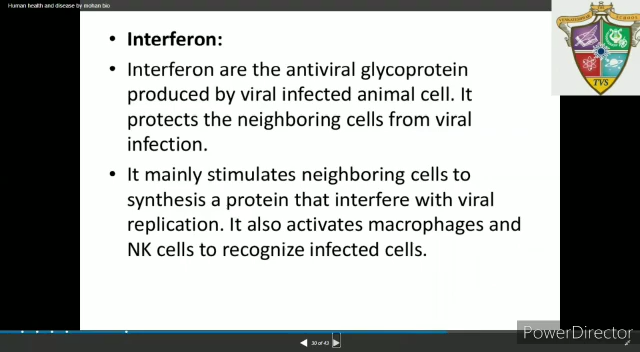 Human health and disease by mohan bio
• Interferon:
• Interferon are the antiviral glycoprotein
produced by viral infected animal cell. It
protects the neighboring cells from viral
infection.
• It mainly stimulates neighboring cells to
synthesis a protein that interfere with viral
replication. It also activates macrophages and
NK cells to recognize infected cells.
TVS
PowerDirector
30 of 43